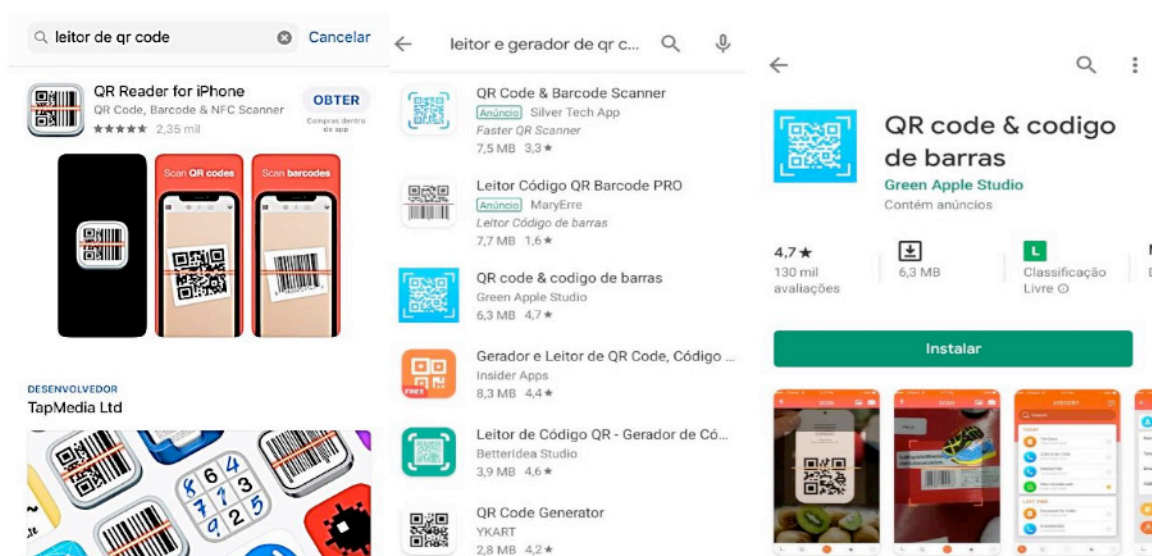 leitor de qr code
Cancelar
QR Reader for iPhone
QR Code, Barcode & NFC Scanner
2,35 mil
OBTER
Compras dentro
de app
Scan QR codes
Scan barcodes
DESENVOLVEDOR
TapMedia Ltd
leitor e gerador de qr c...
QR Code & Barcode Scanner
Anúncio Silver Tech App
Faster QR Scanner
7,5 MB 3,3★
Leitor Código QR Barcode PRO
Anúncio MaryErre
Leitor Código de barras
7,7 MB 1,6★
QR code & codigo de barras
Green Apple Studio
6,3 MB 4,7★
FREE
Gerador e Leitor de QR Code, Código ...
Insider Apps
8,3 MB 4,4★
Leitor de Código QR - Gerador de Có...
BetterIdea Studio
3,9 MB 4,6★
QR Code Generator
YKART
2,8 MB 4,2★
QR code & codigo
de barras
Green Apple Studio
Contém anúncios
4,7★
130 mil
avaliações
6,3 MB
L
Classificação
Livre
Instalar